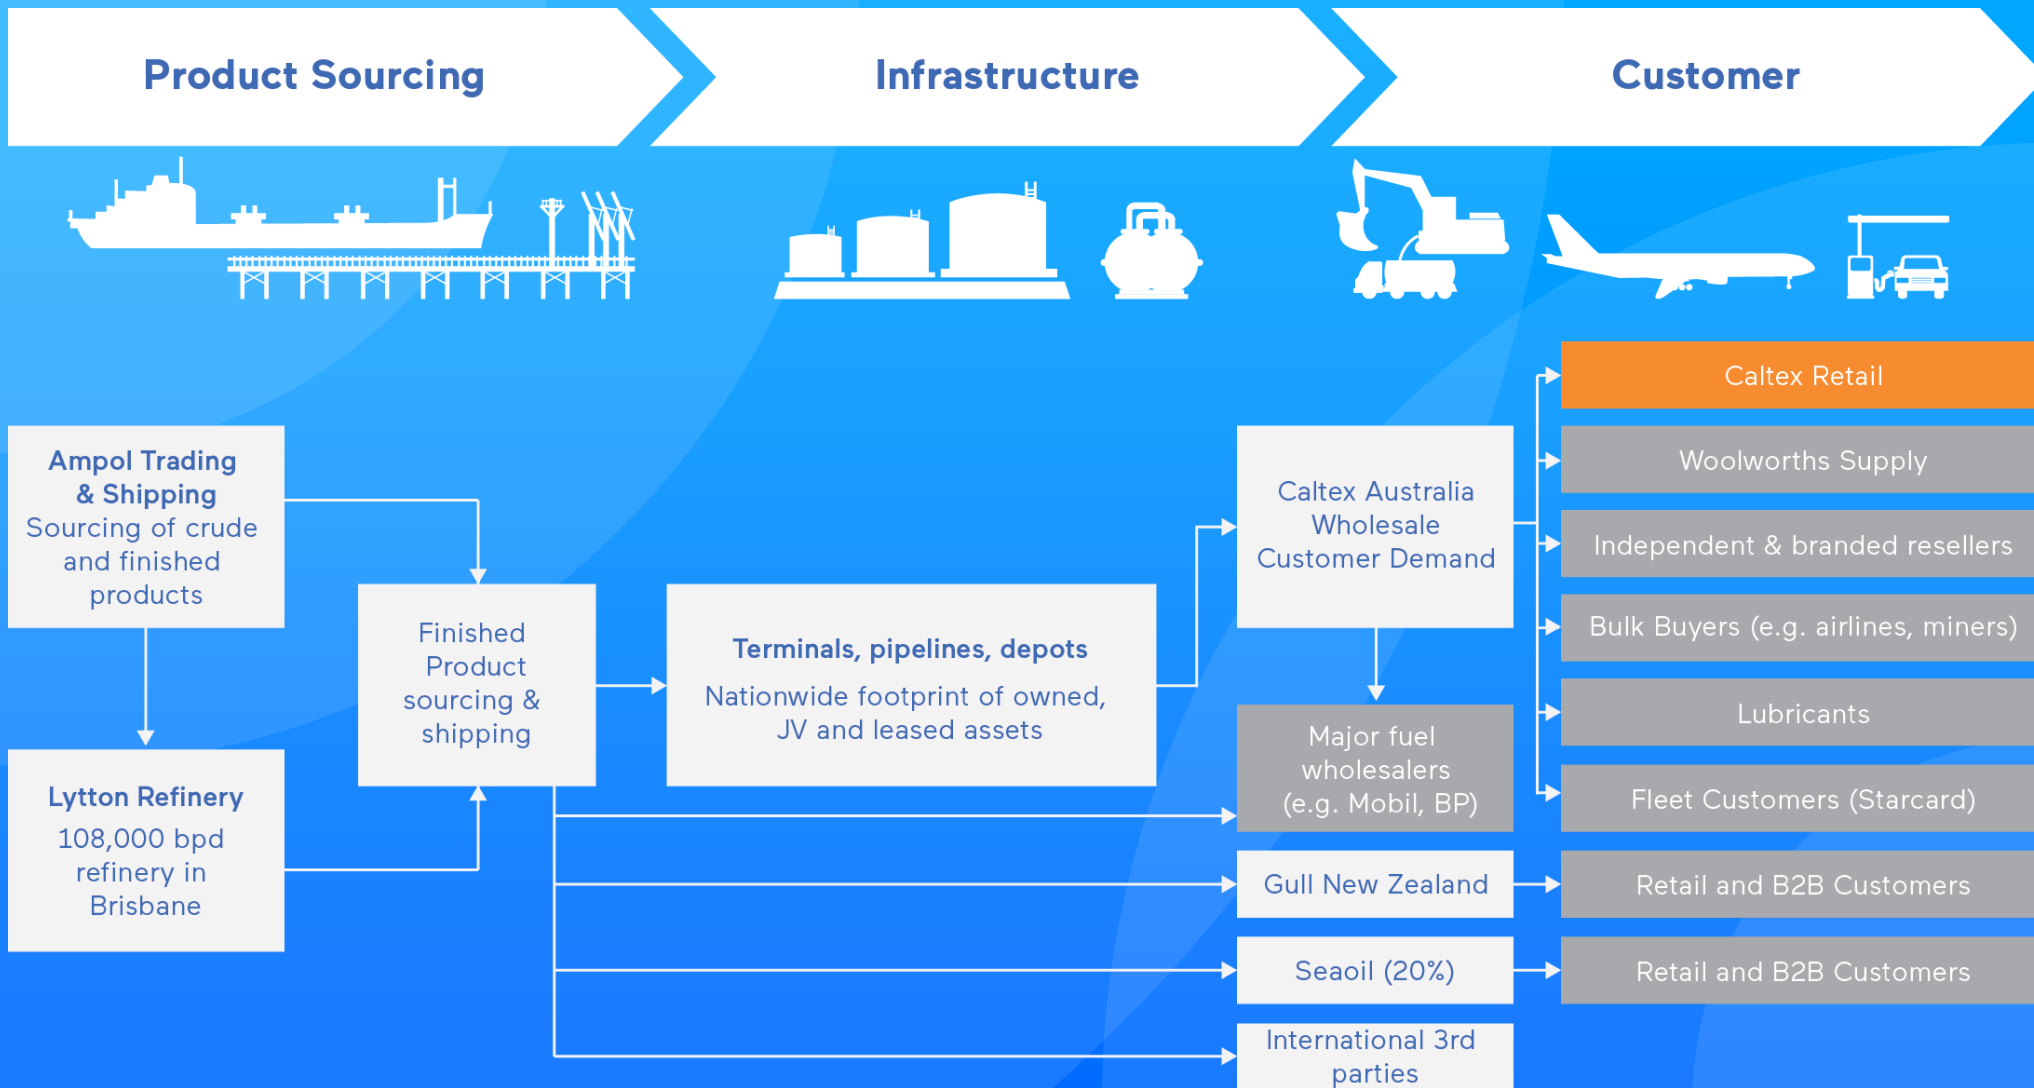 Product Sourcing
Infrastructure
Customer
Ampol Trading
& Shipping
Sourcing of crude
and finished
products
Lytton Refinery
108,000 bpd
refinery in
Brisbane
Finished
Product
sourcing &
shipping
Terminals, pipelines, depots
Nationwide footprint of owned,
JV and leased assets
Caltex Australia
Wholesale
Customer Demand
Major fuel
wholesalers
(e.g. Mobil, BP)
Gull New Zealand
Seaoil (20%)
International 3rd
parties
Caltex Retail
Woolworths Supply
Independent & branded resellers
Bulk Buyers (e.g. airlines, miners)
Lubricants
Fleet Customers (Starcard)
Retail and B2B Customers
Retail and B2B Customers